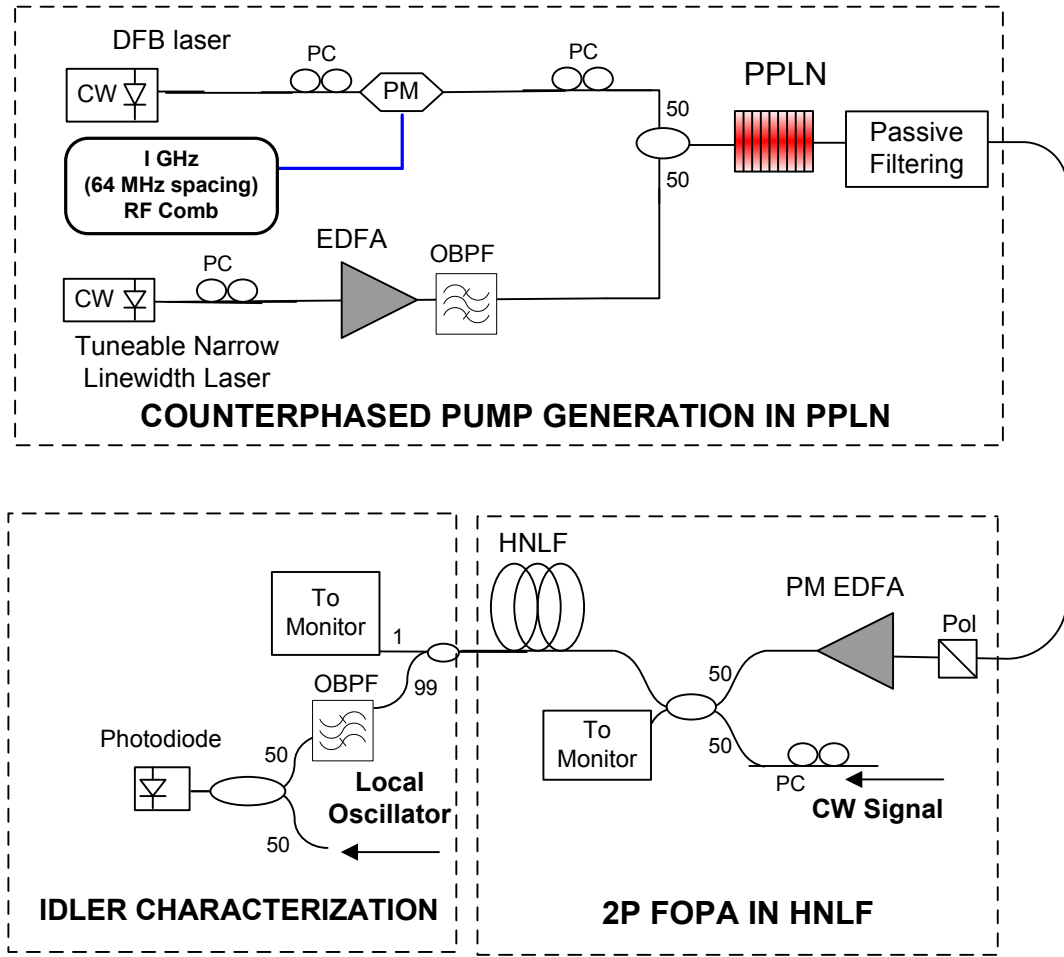 DFB laser
PC
PC
CW
PM
PPLN
50
50
Passive
Filtering
I GHz
(64 MHz spacing)
RF Comb
EDFA
OBPF
PC
CW
Tuneable Narrow
Linewidth Laser
COUNTERPHASED PUMP GENERATION IN PPLN
HNLF
To
Monitor
1
99
OBPF
Photodiode
50
50
Local
Oscillator
IDLER CHARACTERIZATION
PM EDFA
Pol
50
50
To
Monitor
PC
CW Signal
2P FOPA IN HNLF